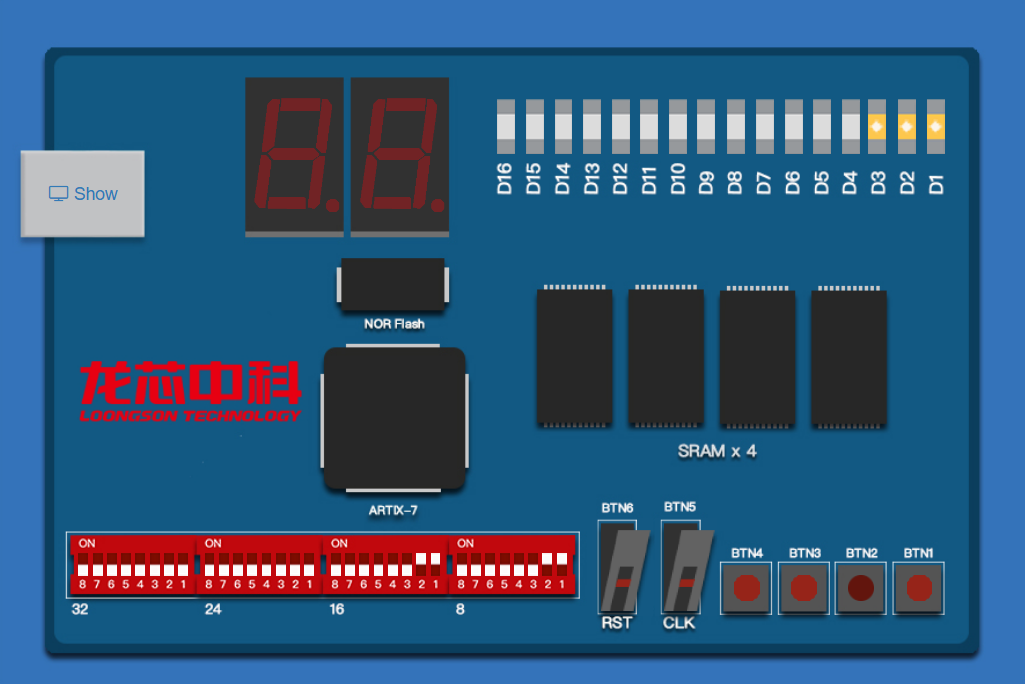 Show
D16 D15 D14 D13 D12 D11 D10 D9 D8 D7 D6 D5 D4 D3 D2 D1
NOR Flash
龙芯中科
LOONGSON TECHNOLOGY
SRAM x 4
ARTIX-7
BTN6 BTN5
ON ON ON ON
BTN4 BTN3 BTN2 BTN1
8 7 6 5 4 3 2 1 8 7 6 5 4 3 2 1 8 7 6 5 4 3 2 1 8 7 6 5 4 3 2 1
32 24 16 8
RST CLK